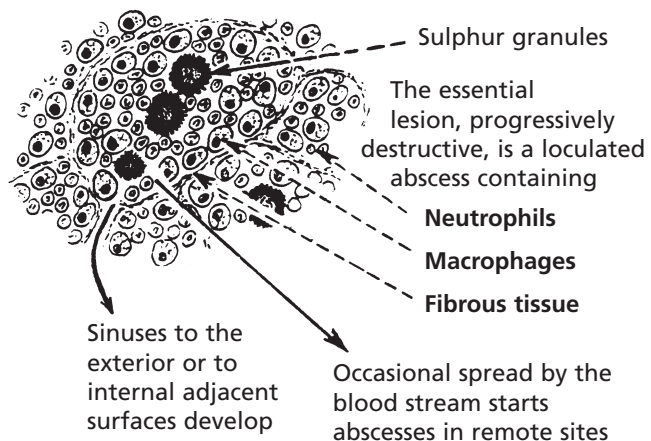 Sulphur granules
The essential
lesion, progressively
destructive, is a loculated
abscess containing
Neutrophils
Macrophages
Fibrous tissue
Sinuses to the
exterior or to
internal adjacent
surfaces develop
Occasional spread by the
blood stream starts
abscesses in remote sites